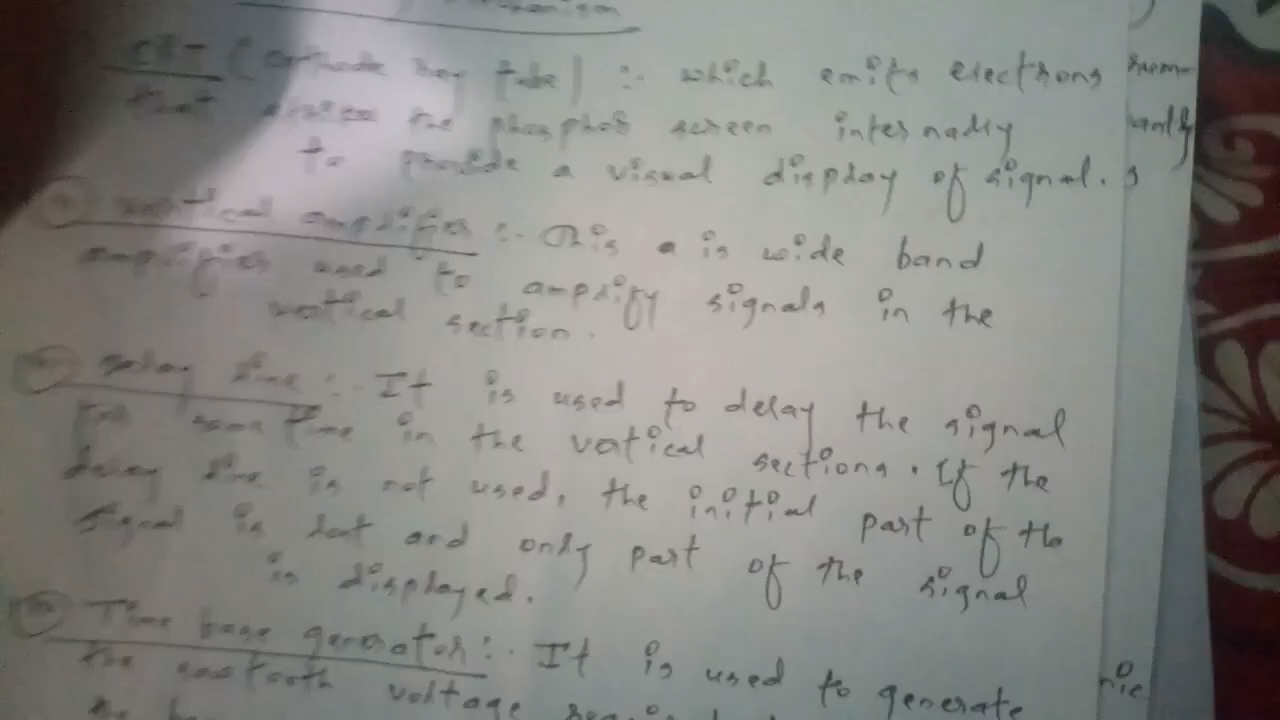 CRT (Cathode Ray tube) :- which emits electrons
that strikes the phosphor screen internally
to provide a visual display of signal.
vertical amplifier :- This is wide band
amplifier used to amplify signals in the
vertical section.
Delay line :- It is used to delay the signal
for some time in the vertical sections. If the
delay line is not used, the initial part of the
signal is lost and only part of the signal
is displayed.
Time base generator :- It is used to generate
the sawtooth voltage